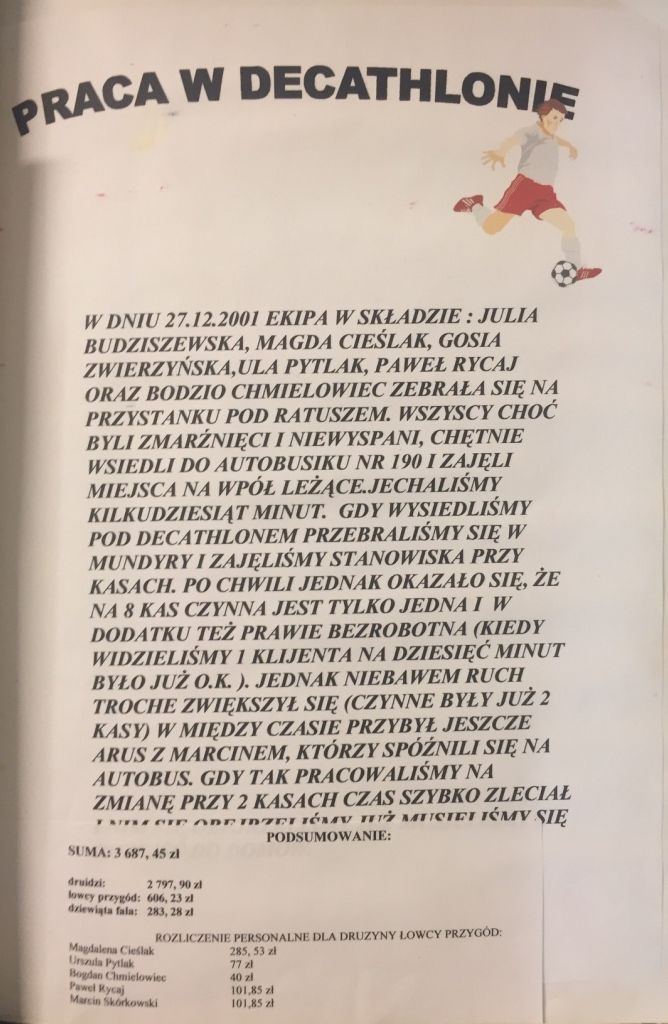 PRACA W DECATHLONIE
W DNIU 27.12.2001 EKIPA W SKŁADZIE : JULIA
BUDZISZEWSKA, MAGDA CIEŚLAK, GOSIA
ZWIERZYŃSKA,ULA PYTLAK, PAWEŁ RYCAJ
ORAZ BODZIO CHMIELOWIEC ZEBRAŁA SIĘ NA
PRZYSTANKU POD RATUSZEM. WSZYSCY CHOĆ
BYLI ZMARŹNIĘCI I NIEWYSPANI, CHĘTNIE
WSIEDLI DO AUTOBUSIKU NR 190 I ZAJĘLI
MIEJSCA NA WPÓŁ LEŻĄCE.JECHALIŚMY
KILKUDZIESIĄT MINUT. GDY WYSIEDLIŚMY
POD DECATHLONEM PRZEBRALIŚMY SIĘ W
MUNDYRY I ZAJĘLIŚMY STANOWISKA PRZY
KASACH. PO CHWILI JEDNAK OKAZAŁO SIĘ, ŻE
NA 8 KAS CZYNNA JEST TYLKO JEDNA I W
DODATKU TEŻ PRAWIE BEZROBOTNA (KIEDY
WIDZIELIŚMY 1 KLIJENTA NA DZIESIĘĆ MINUT
BYŁO JUŻ O.K. ). JEDNAK NIEBAWEM RUCH
TROCHE ZWIĘKSZYŁ SIĘ (CZYNNE BYŁY JUŻ 2
KASY) W MIĘDZY CZASIE PRZYBYŁ JESZCZE
ARUS Z MARCINEM, KTÓRZY SPÓŹNILI SIĘ NA
AUTOBUS. GDY TAK PRACOWALIŚMY NA
ZMIANĘ PRZY 2 KASACH CZAS SZYBKO ZLECIAŁ
I NIM SIĘ OBEJRZELIŚMY JUŻ MUSIELIŚMY SIĘ
PODSUMOWANIE:
SUMA: 3 687, 45 zł
druidzi: 2 797, 90 zł
łowcy przygód: 606, 23 zł
dziewiąta fala: 283, 28 zł
ROZLICZENIE PERSONALNE DLA DRUZYNY ŁOWCY PRZYGÓD:
Magdalena Cieślak 285, 53 zł
Urszula Pytlak 77 zł
Bogdan Chmielowiec 40 zł
Paweł Rycaj 101,85 zł
Marcin Skórkowski 101,85 zł